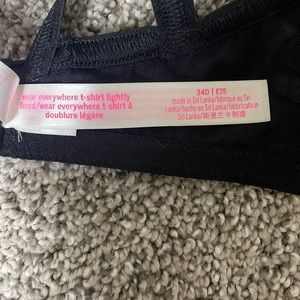 wear everywhere t-shirt lightly
lined/wear everywhere t-shirt à
doublure légère
34D | E75
made in Sri Lanka/fabriqué au Sri
Lanka/hecho en Sri Lanka/fabricato in
Sri Lanka/斯里兰卡制造